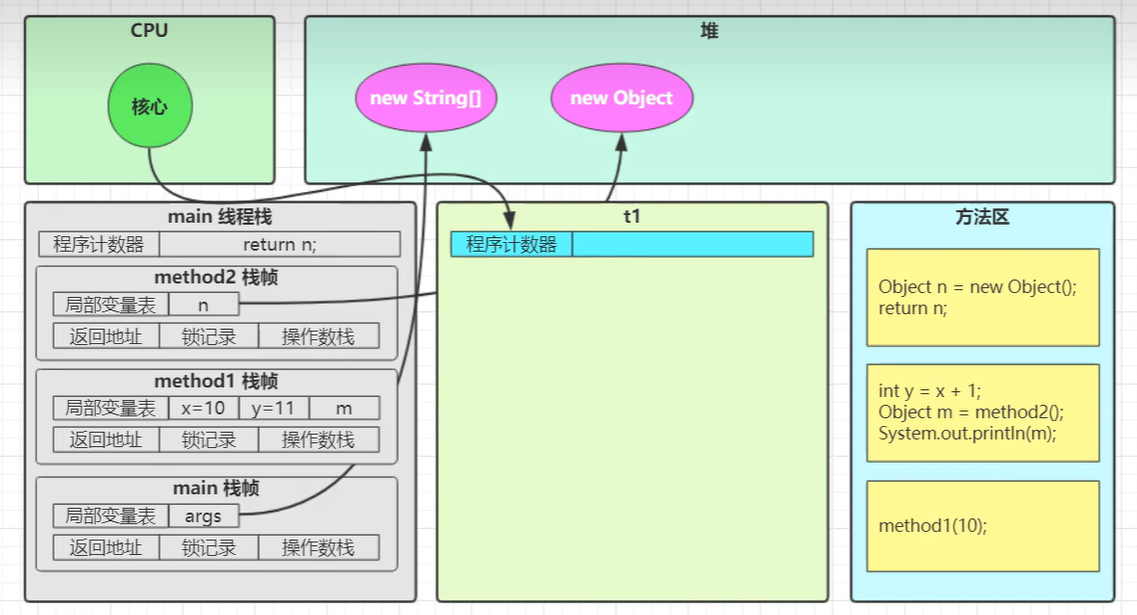 CPU
核心
堆
new String[]
new Object
main 线程栈
程序计数器
return n;
method2 栈帧
局部变量表
n
返回地址
锁记录
操作数栈
method1 栈帧
局部变量表
x=10
y=11
m
返回地址
锁记录
操作数栈
main 栈帧
局部变量表
args
返回地址
锁记录
操作数栈
t1
程序计数器
方法区
Object n = new Object();
return n;
int y = x + 1;
Object m = method2();
System.out.println(m);
method1(10);